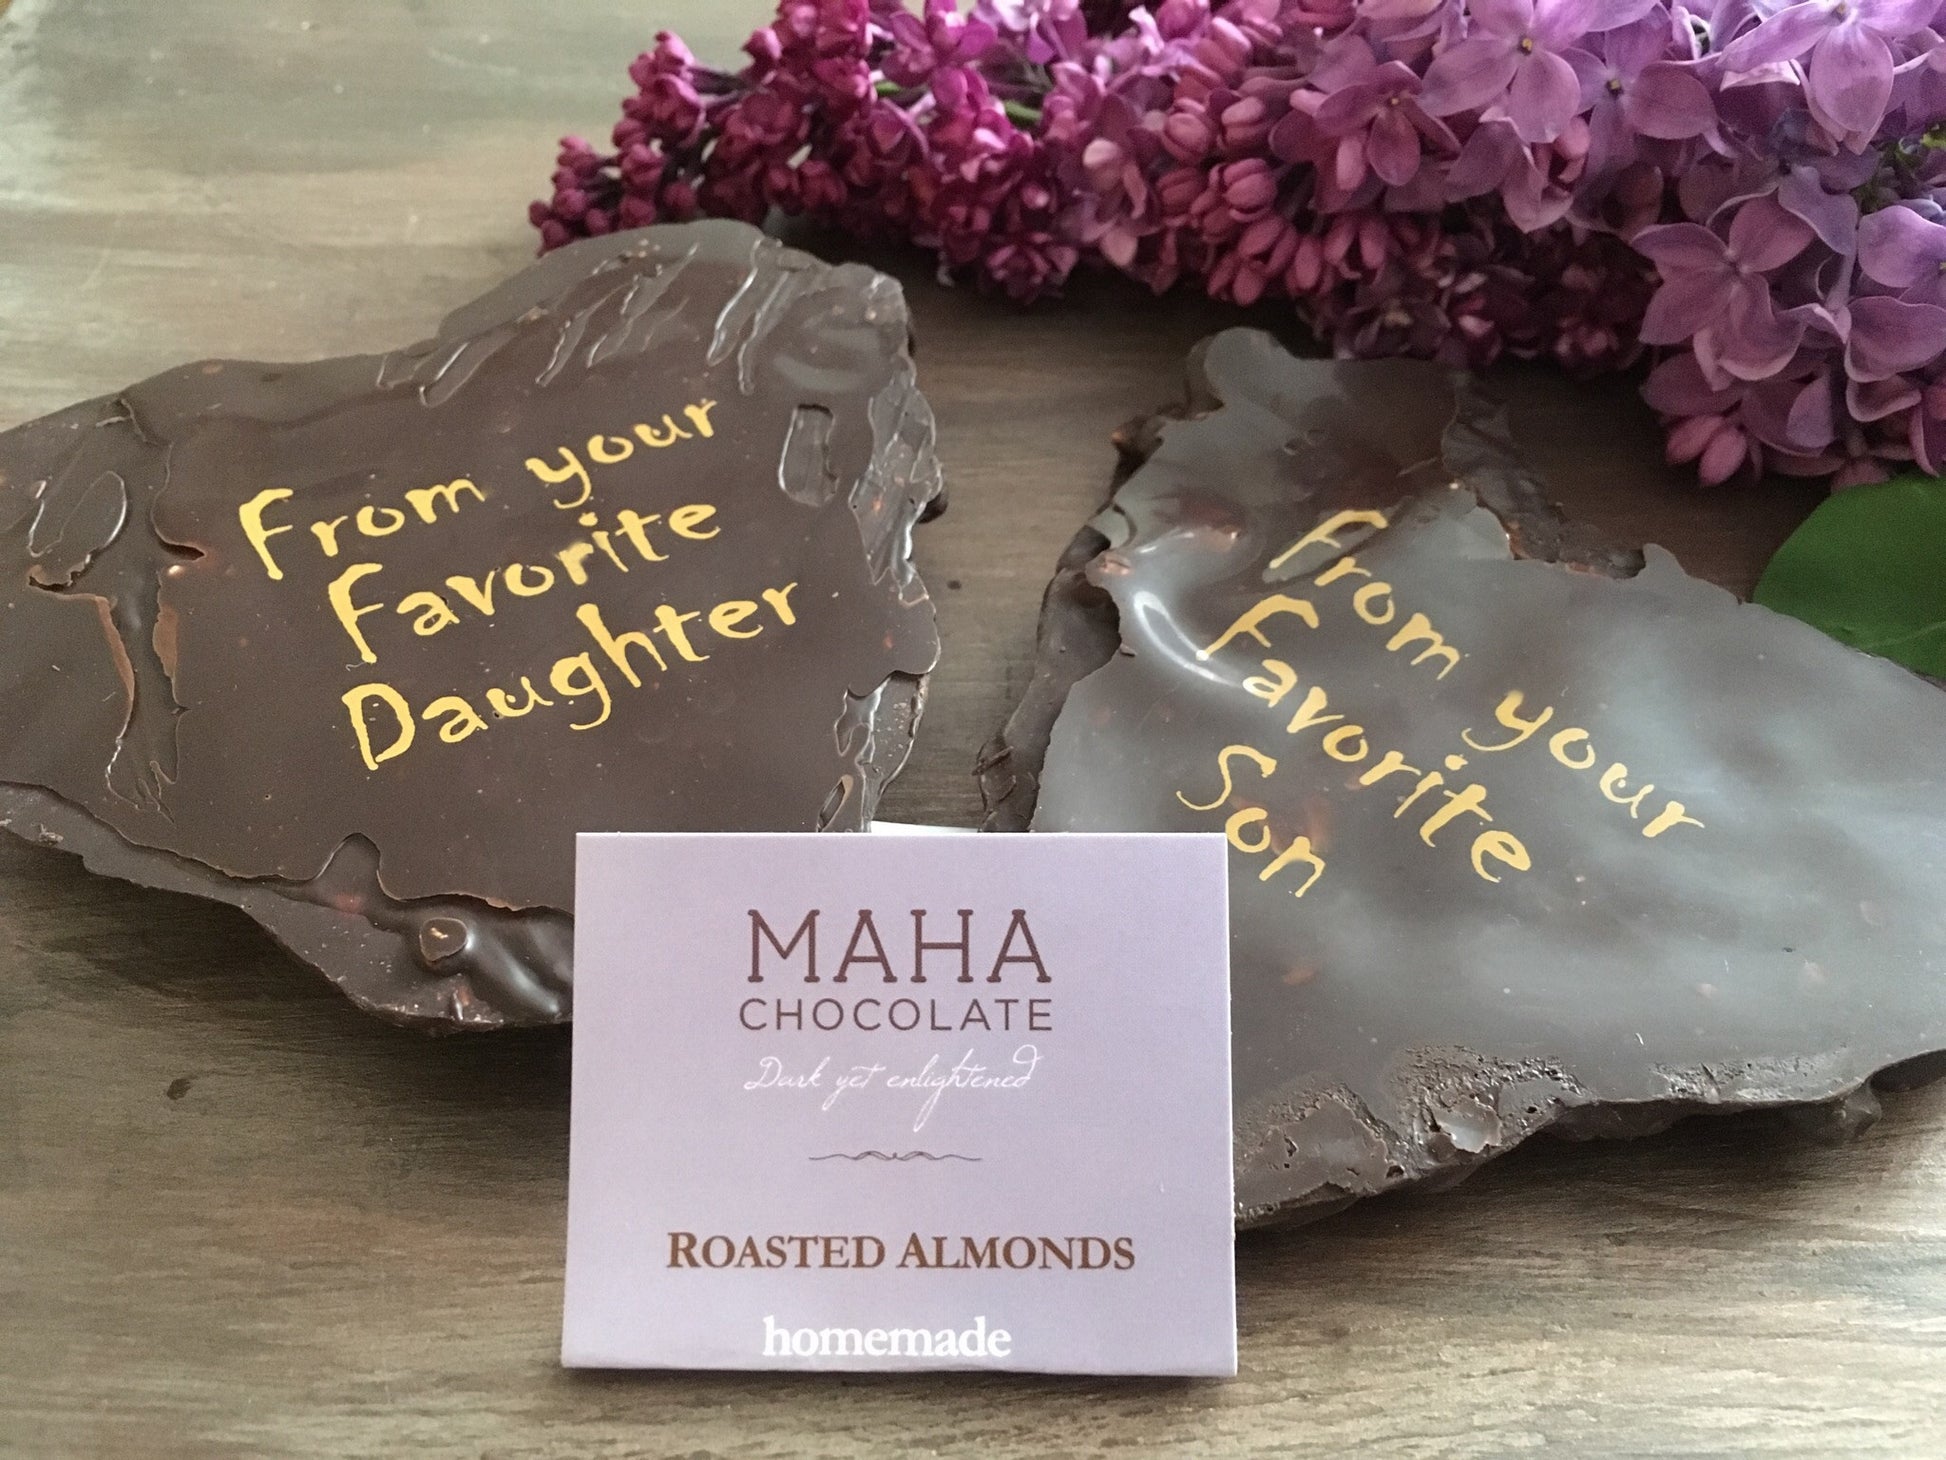 From your
Favorite
Daughter
From your
Favorite
Son
MAHA
CHOCOLATE
Dark yet enlightened
ROASTED ALMONDS
homemade